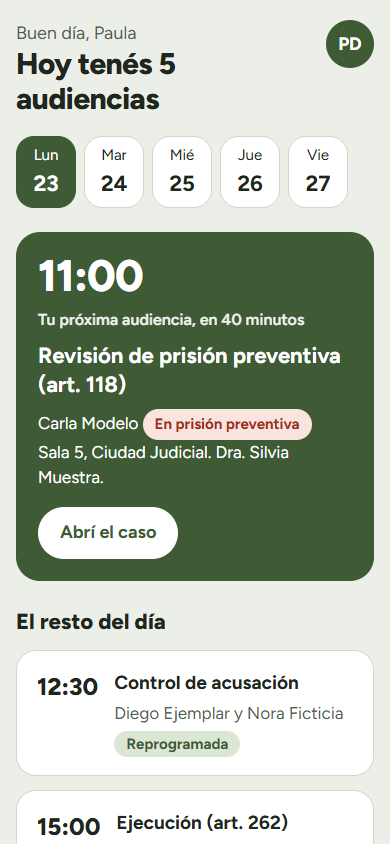 Buen día, Paula
Hoy tenés 5
audiencias
PD
Lun
23
Mar
24
Mié
25
Jue
26
Vie
27
11:00
Tu próxima audiencia, en 40 minutos
Revisión de prisión preventiva
(art. 118)
Carla Modelo En prisión preventiva
Sala 5, Ciudad Judicial. Dra. Silvia
Muestra.
Abrí el caso
El resto del día
12:30 Control de acusación
Diego Ejemplar y Nora Ficticia
Reprogramada
15:00 Ejecución (art. 262)